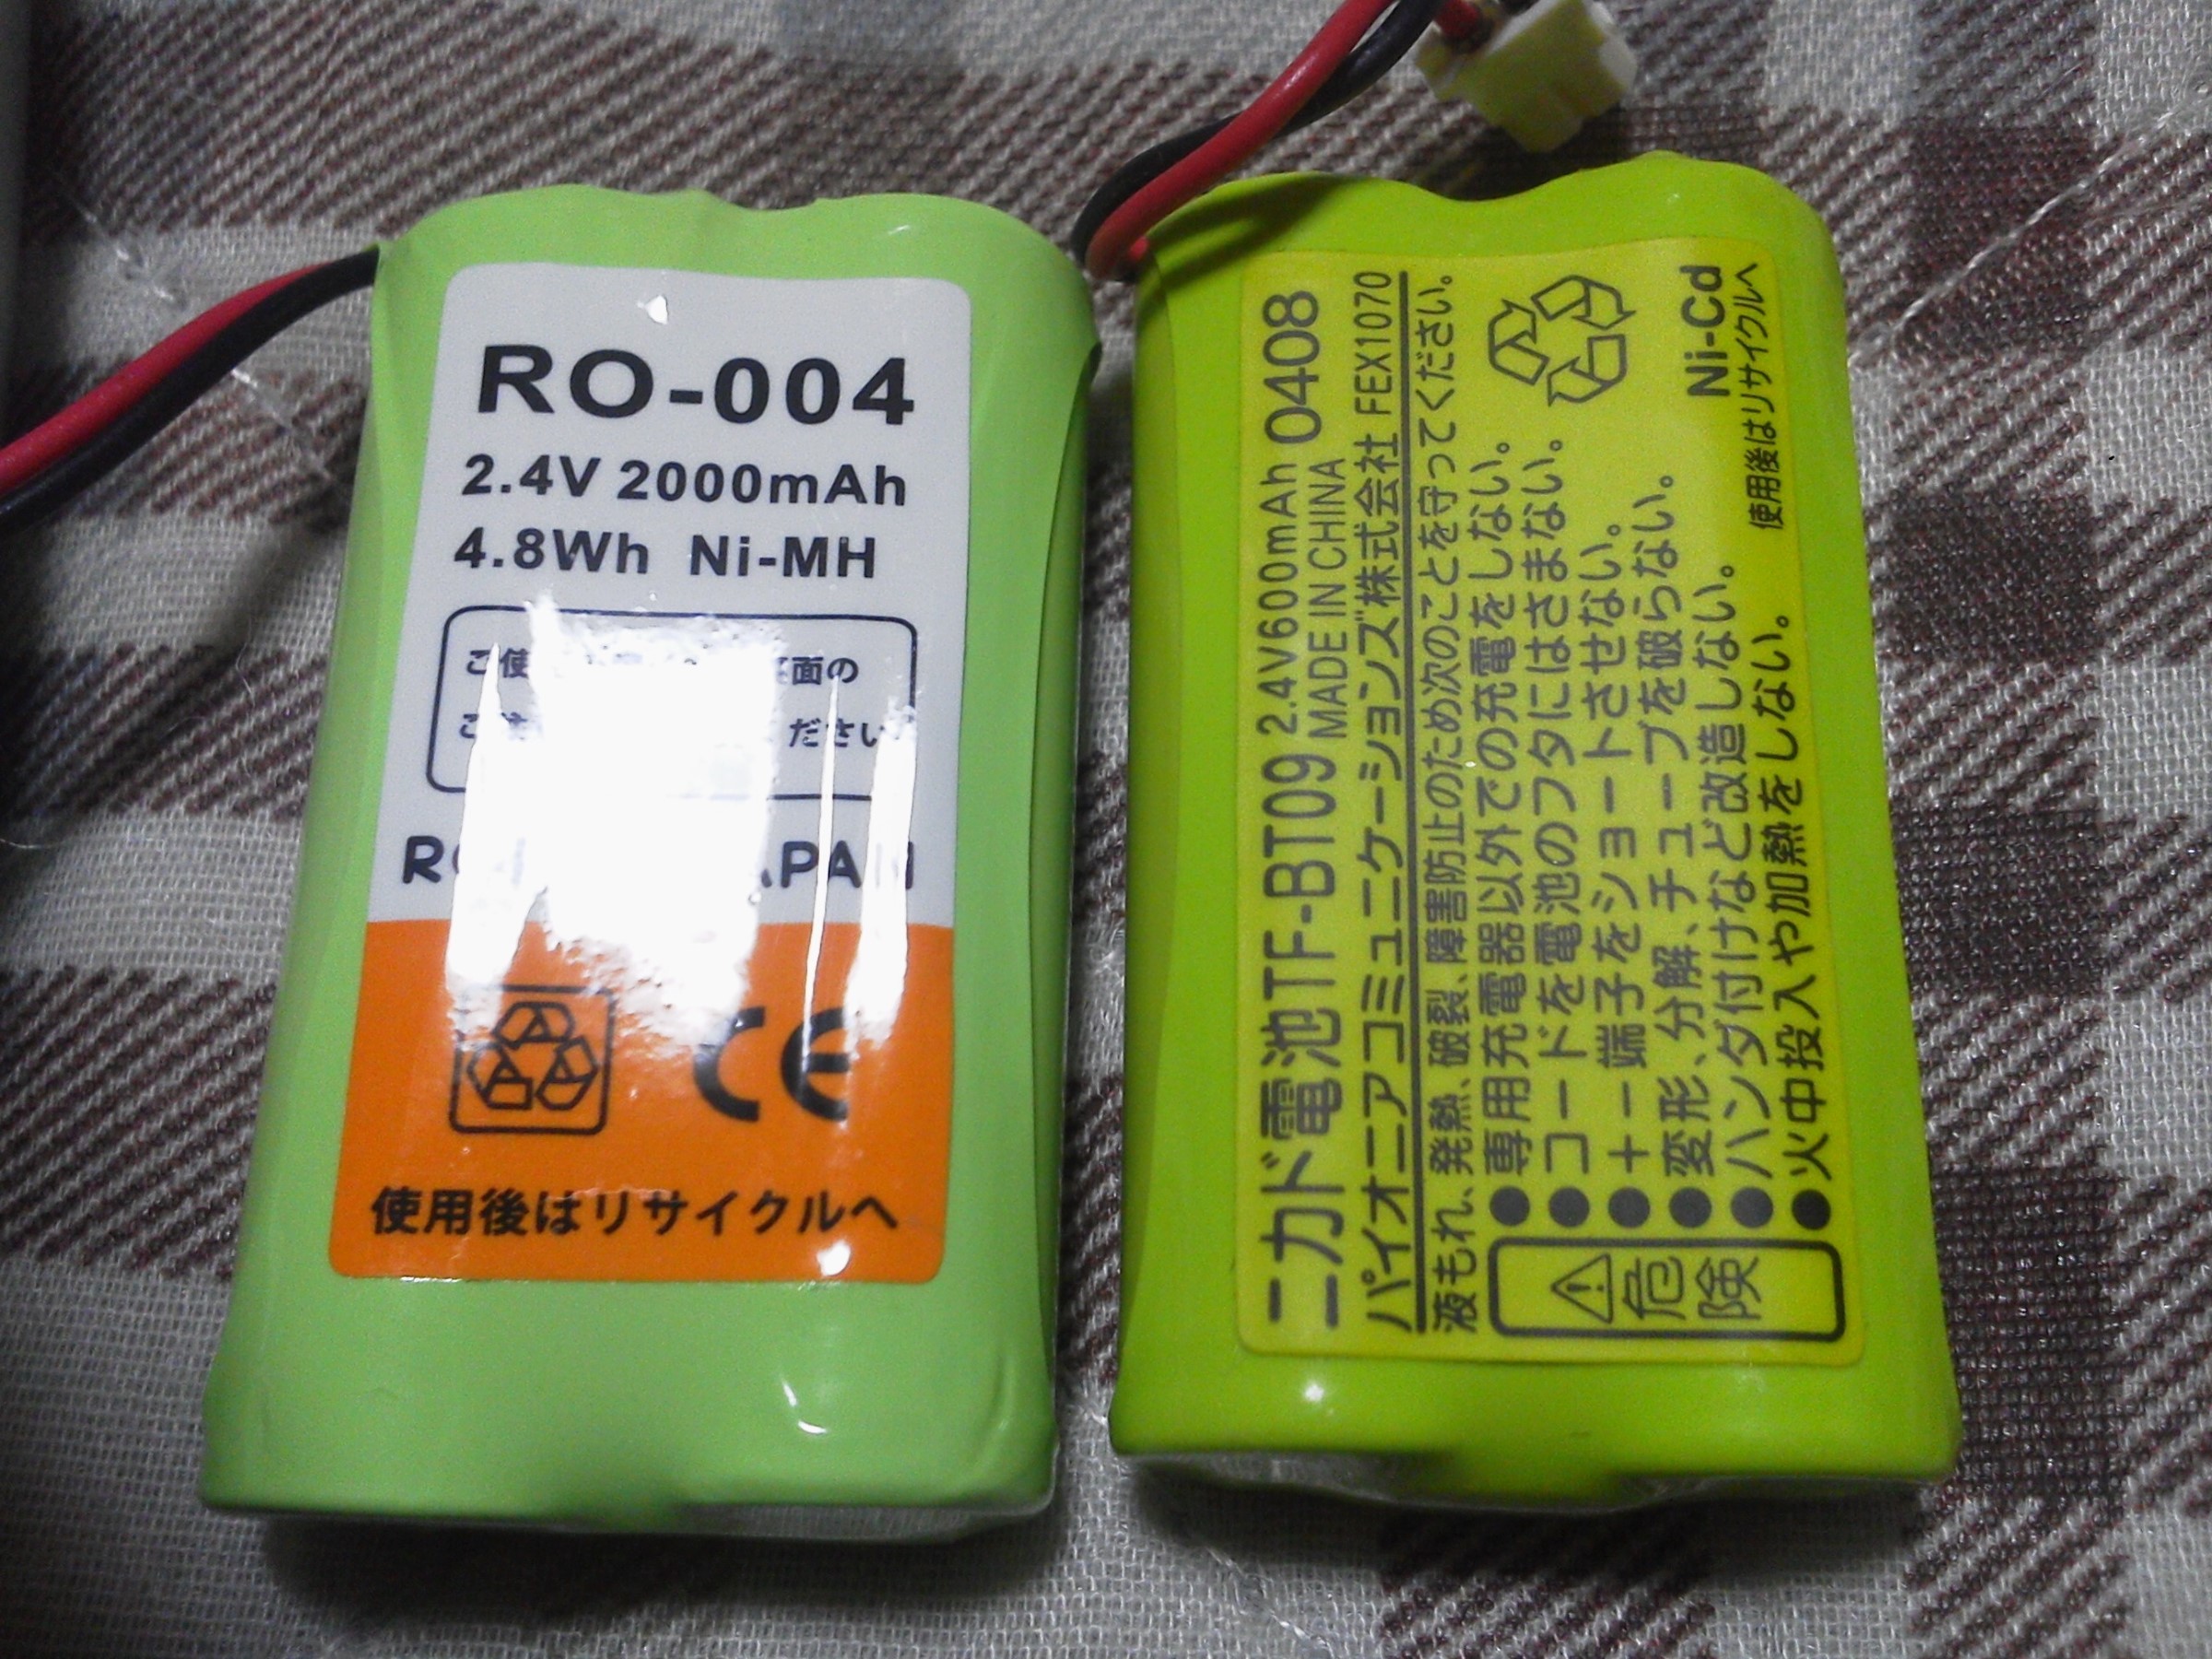 RO-004
2.4V 2000mAh
4.8Wh Ni-MH
ご使 面の
ださい
使用後はリサイクルへ
ニカド電池TF-BT09 2.4V600mAh 0408
MADE IN CHINA
パイオニアコミュニケーションズ株式会社 FEX1070
液もれ、発熱、破裂、障害防止のため次のことを守ってください。
危険
●専用充電器以外での充電をしない。
●コードを電池のフタにはさまない。
●+-端子をショートさせない。
●変形、分解、チューブを破らない。
●ハンダ付けなど改造しない。
●火中投入や加熱をしない。
Ni-Cd
使用後はリサイクルへ